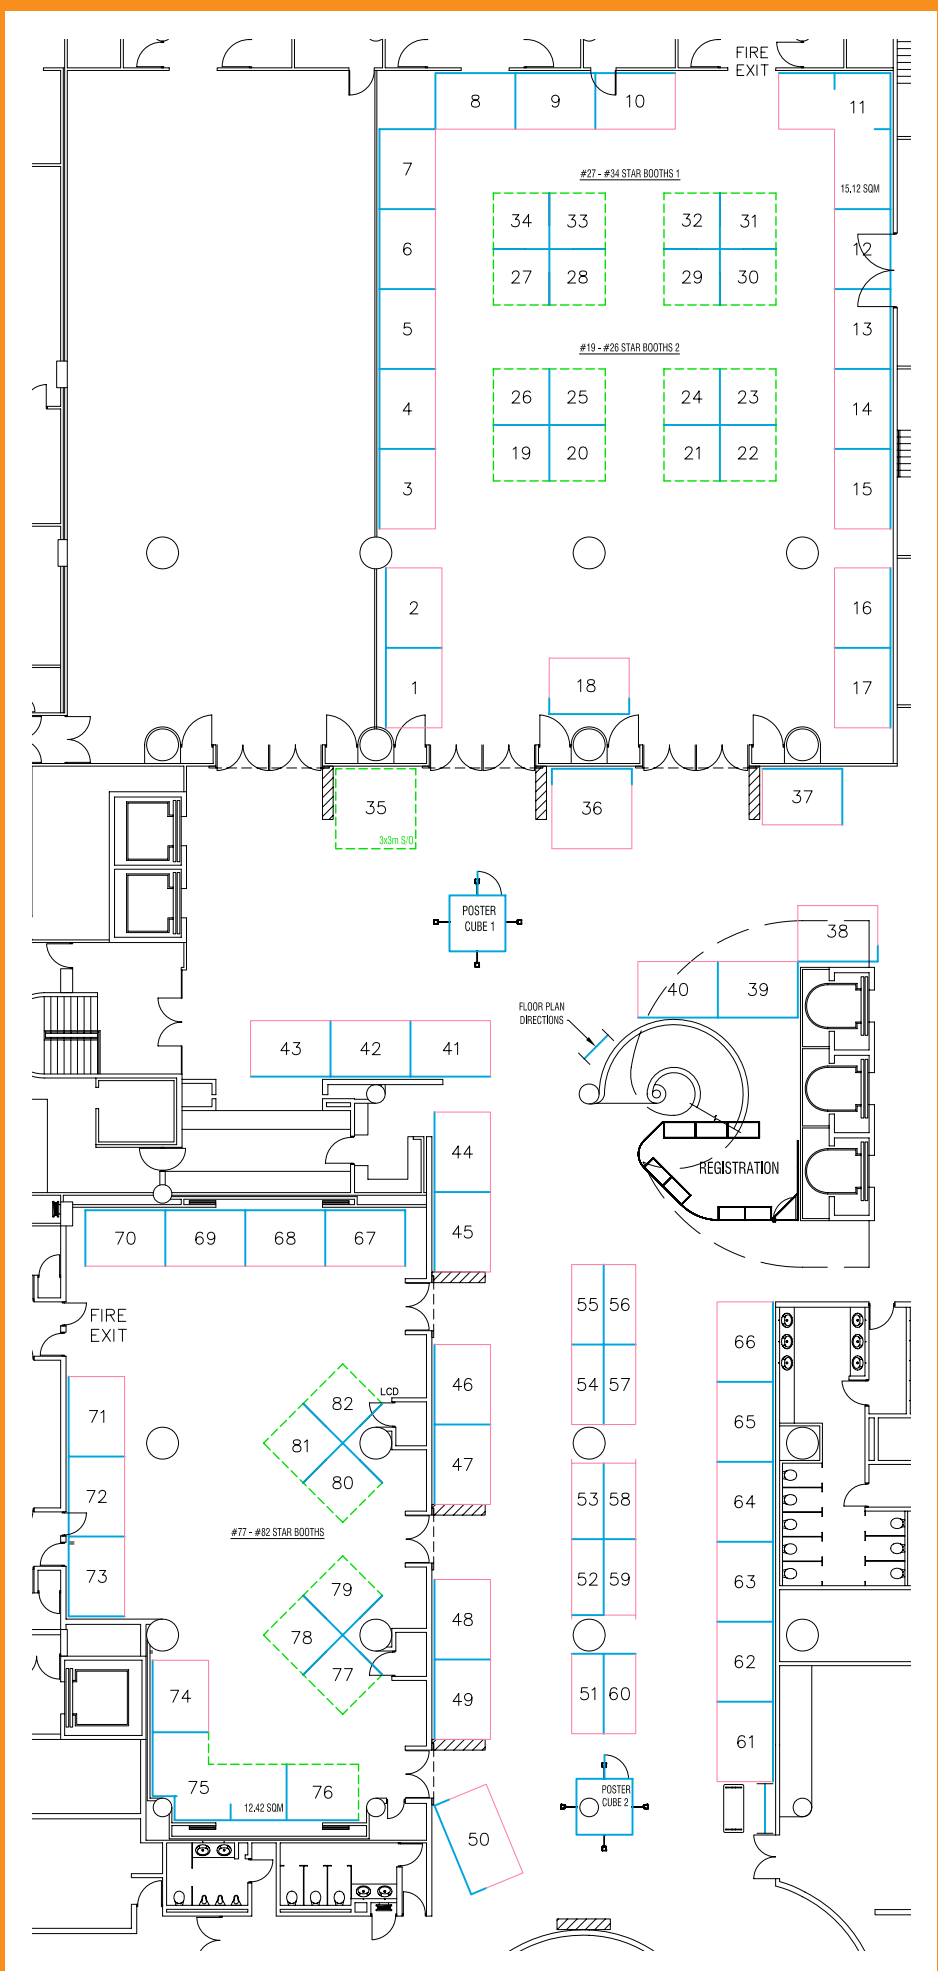 FIRE
EXIT
8 9 10 11
7
#27 - #34 STAR BOOTHS 1
15.12 SQM
34 33 32 31
6 12
27 28 29 30
5 13
#19 - #26 STAR BOOTHS 2
26 25 24 23
4 14
19 20 21 22
3 15
2 16
18
1 17
35 36 37
3x3m S/O
POSTER
CUBE 1
38
40 39
FLOOR PLAN
DIRECTIONS
43 42 41
44
REGISTRATION
45
70 69 68 67
55 56
FIRE
EXIT
66
46
54 57
LCD
82
71
65
81
47
80
72
53 58
64
#77 - #82 STAR BOOTHS
73
79
52 59
63
48
78
77
62
74
49
51 60
61
75
76
12.42 SQM
POSTER
CUBE 2
50